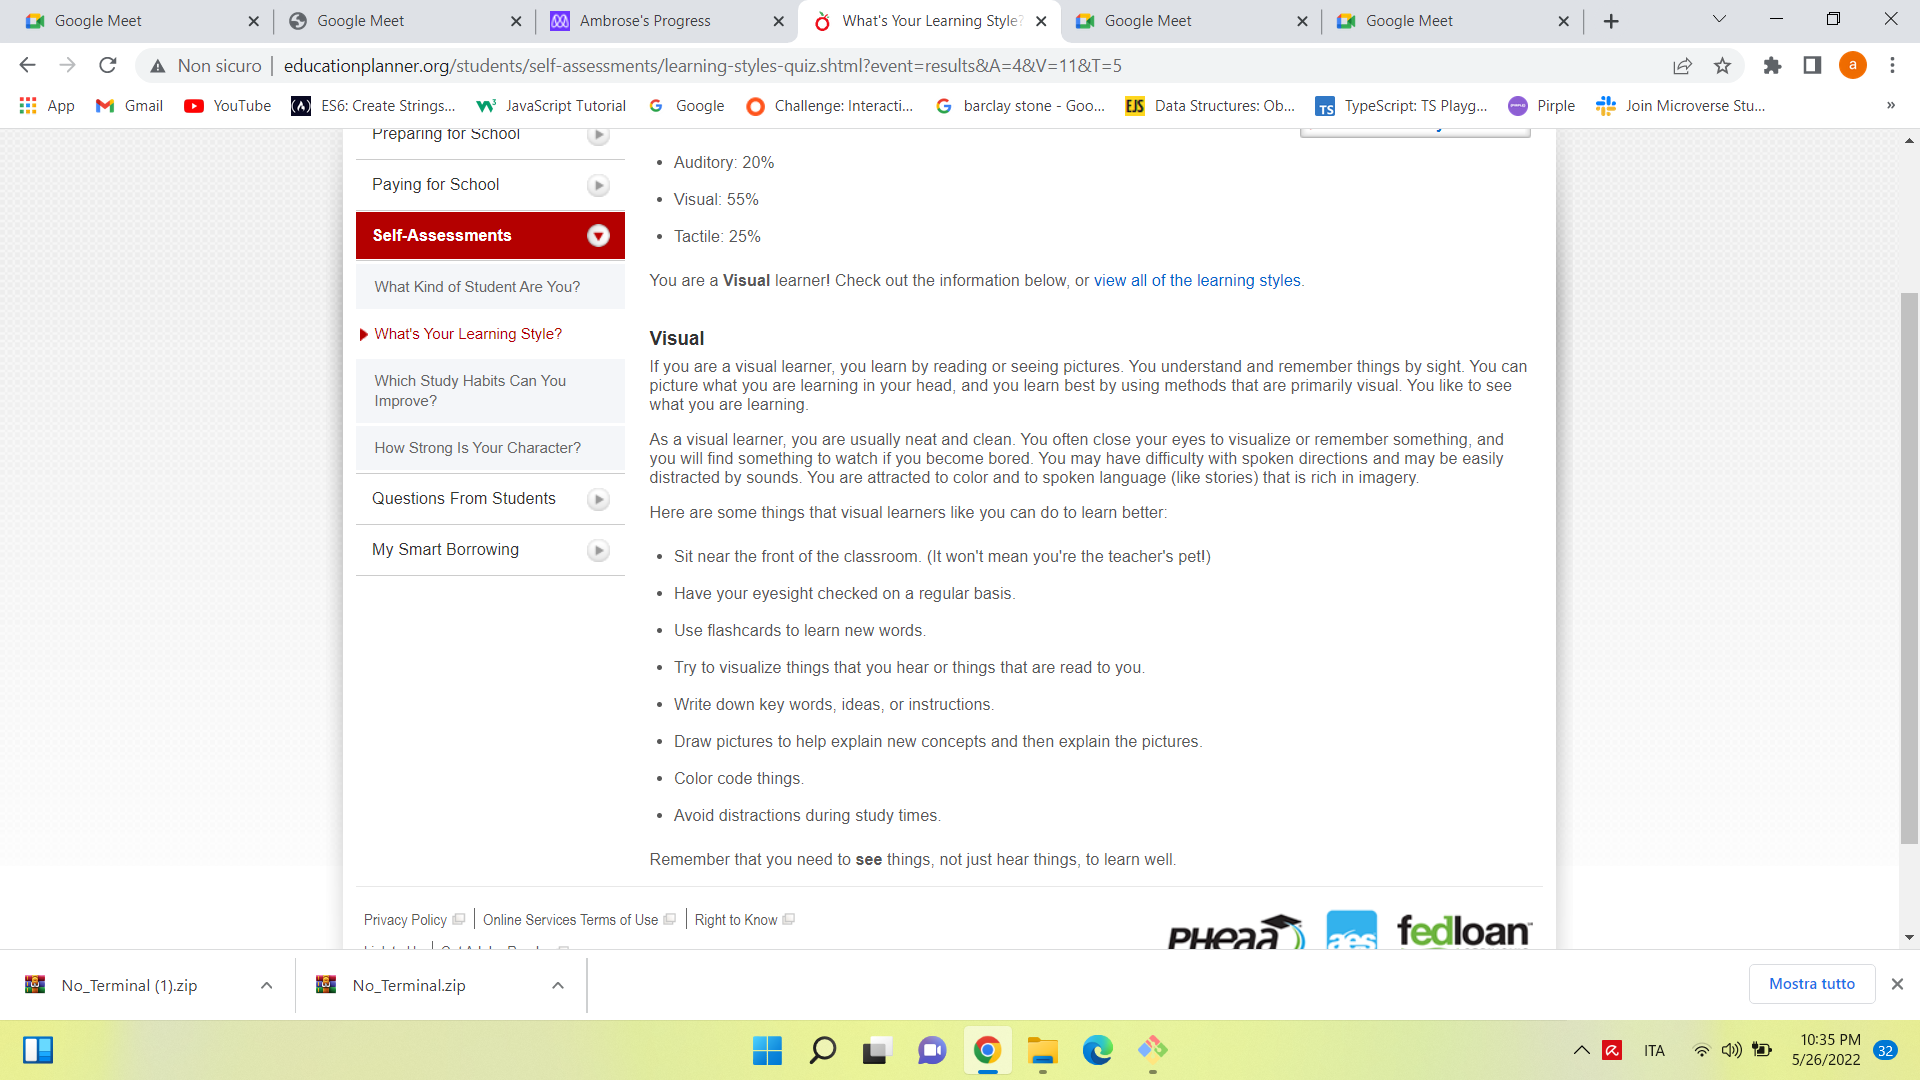 Google Meet
Google Meet
Ambrose's Progress
What's Your Learning Style?
Google Meet
Google Meet
Non sicuro
educationplanner.org/students/self-assessments/learning-styles-quiz.shtml?event=results&A=4&V=11&T=5
a
App
Gmail
YouTube
ES6: Create Strings...
JavaScript Tutorial
Google
Challenge: Interacti...
barclay stone - Goo...
EJS
Data Structures: Ob...
TS
TypeScript: TS Playg...
Pirple
Join Microverse Stu...
»
Preparing for School
Paying for School
Self-Assessments
What Kind of Student Are You?
What's Your Learning Style?
Which Study Habits Can You
Improve?
How Strong Is Your Character?
Questions From Students
My Smart Borrowing
• Auditory: 20%
• Visual: 55%
• Tactile: 25%
You are a Visual learner! Check out the information below, or view all of the learning styles.
Visual
If you are a visual learner, you learn by reading or seeing pictures. You understand and remember things by sight. You can
picture what you are learning in your head, and you learn best by using methods that are primarily visual. You like to see
what you are learning.
As a visual learner, you are usually neat and clean. You often close your eyes to visualize or remember something, and
you will find something to watch if you become bored. You may have difficulty with spoken directions and may be easily
distracted by sounds. You are attracted to color and to spoken language (like stories) that is rich in imagery.
Here are some things that visual learners like you can do to learn better:
• Sit near the front of the classroom. (It won't mean you're the teacher's pet!)
• Have your eyesight checked on a regular basis.
• Use flashcards to learn new words.
• Try to visualize things that you hear or things that are read to you.
• Write down key words, ideas, or instructions.
• Draw pictures to help explain new concepts and then explain the pictures.
• Color code things.
• Avoid distractions during study times.
Remember that you need to see things, not just hear things, to learn well.
Privacy Policy
Online Services Terms of Use
Right to Know
PHEAA
aes
fedloan
No_Terminal (1).zip
No_Terminal.zip
Mostra tutto
ITA
10:35 PM
5/26/2022
32